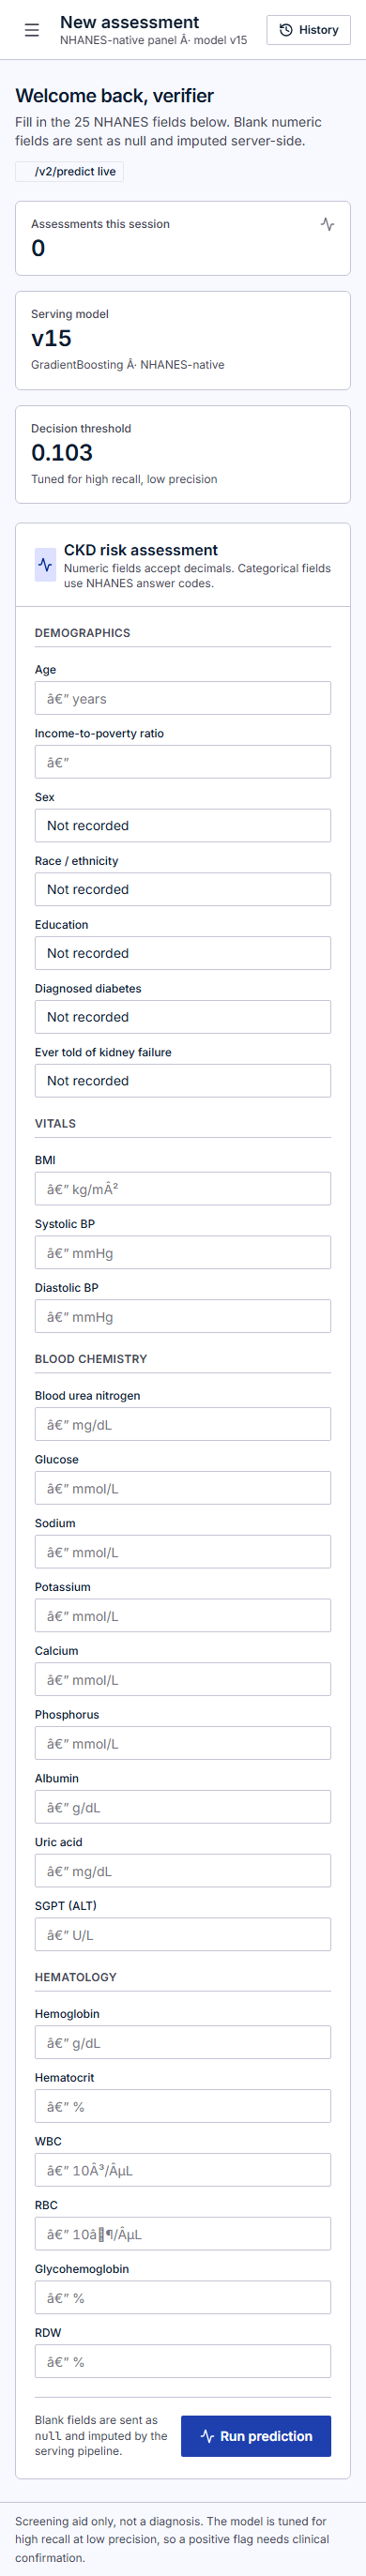 New assessment
NHANES-native panel Â· model v15
History
Welcome back, verifier
Fill in the 25 NHANES fields below. Blank numeric
fields are sent as null and imputed server-side.
/v2/predict live
Assessments this session
0
Serving model
v15
GradientBoosting Â· NHANES-native
Decision threshold
0.103
Tuned for high recall, low precision
CKD risk assessment
Numeric fields accept decimals. Categorical fields
use NHANES answer codes.
DEMOGRAPHICS
Age
â€” years
Income-to-poverty ratio
â€”
Sex
Not recorded
Race / ethnicity
Not recorded
Education
Not recorded
Diagnosed diabetes
Not recorded
Ever told of kidney failure
Not recorded
VITALS
BMI
â€” kg/mÂ²
Systolic BP
â€” mmHg
Diastolic BP
â€” mmHg
BLOOD CHEMISTRY
Blood urea nitrogen
â€” mg/dL
Glucose
â€” mmol/L
Sodium
â€” mmol/L
Potassium
â€” mmol/L
Calcium
â€” mmol/L
Phosphorus
â€” mmol/L
Albumin
â€” g/dL
Uric acid
â€” mg/dL
SGPT (ALT)
â€” U/L
HEMATOLOGY
Hemoglobin
â€” g/dL
Hematocrit
â€” %
WBC
â€” 10Â³/ÂµL
RBC
â€” 10â¶/ÂµL
Glycohemoglobin
â€” %
RDW
â€” %
Blank fields are sent as
null and imputed by the
serving pipeline.
Run prediction
Screening aid only, not a diagnosis. The model is tuned for
high recall at low precision, so a positive flag needs clinical
confirmation.